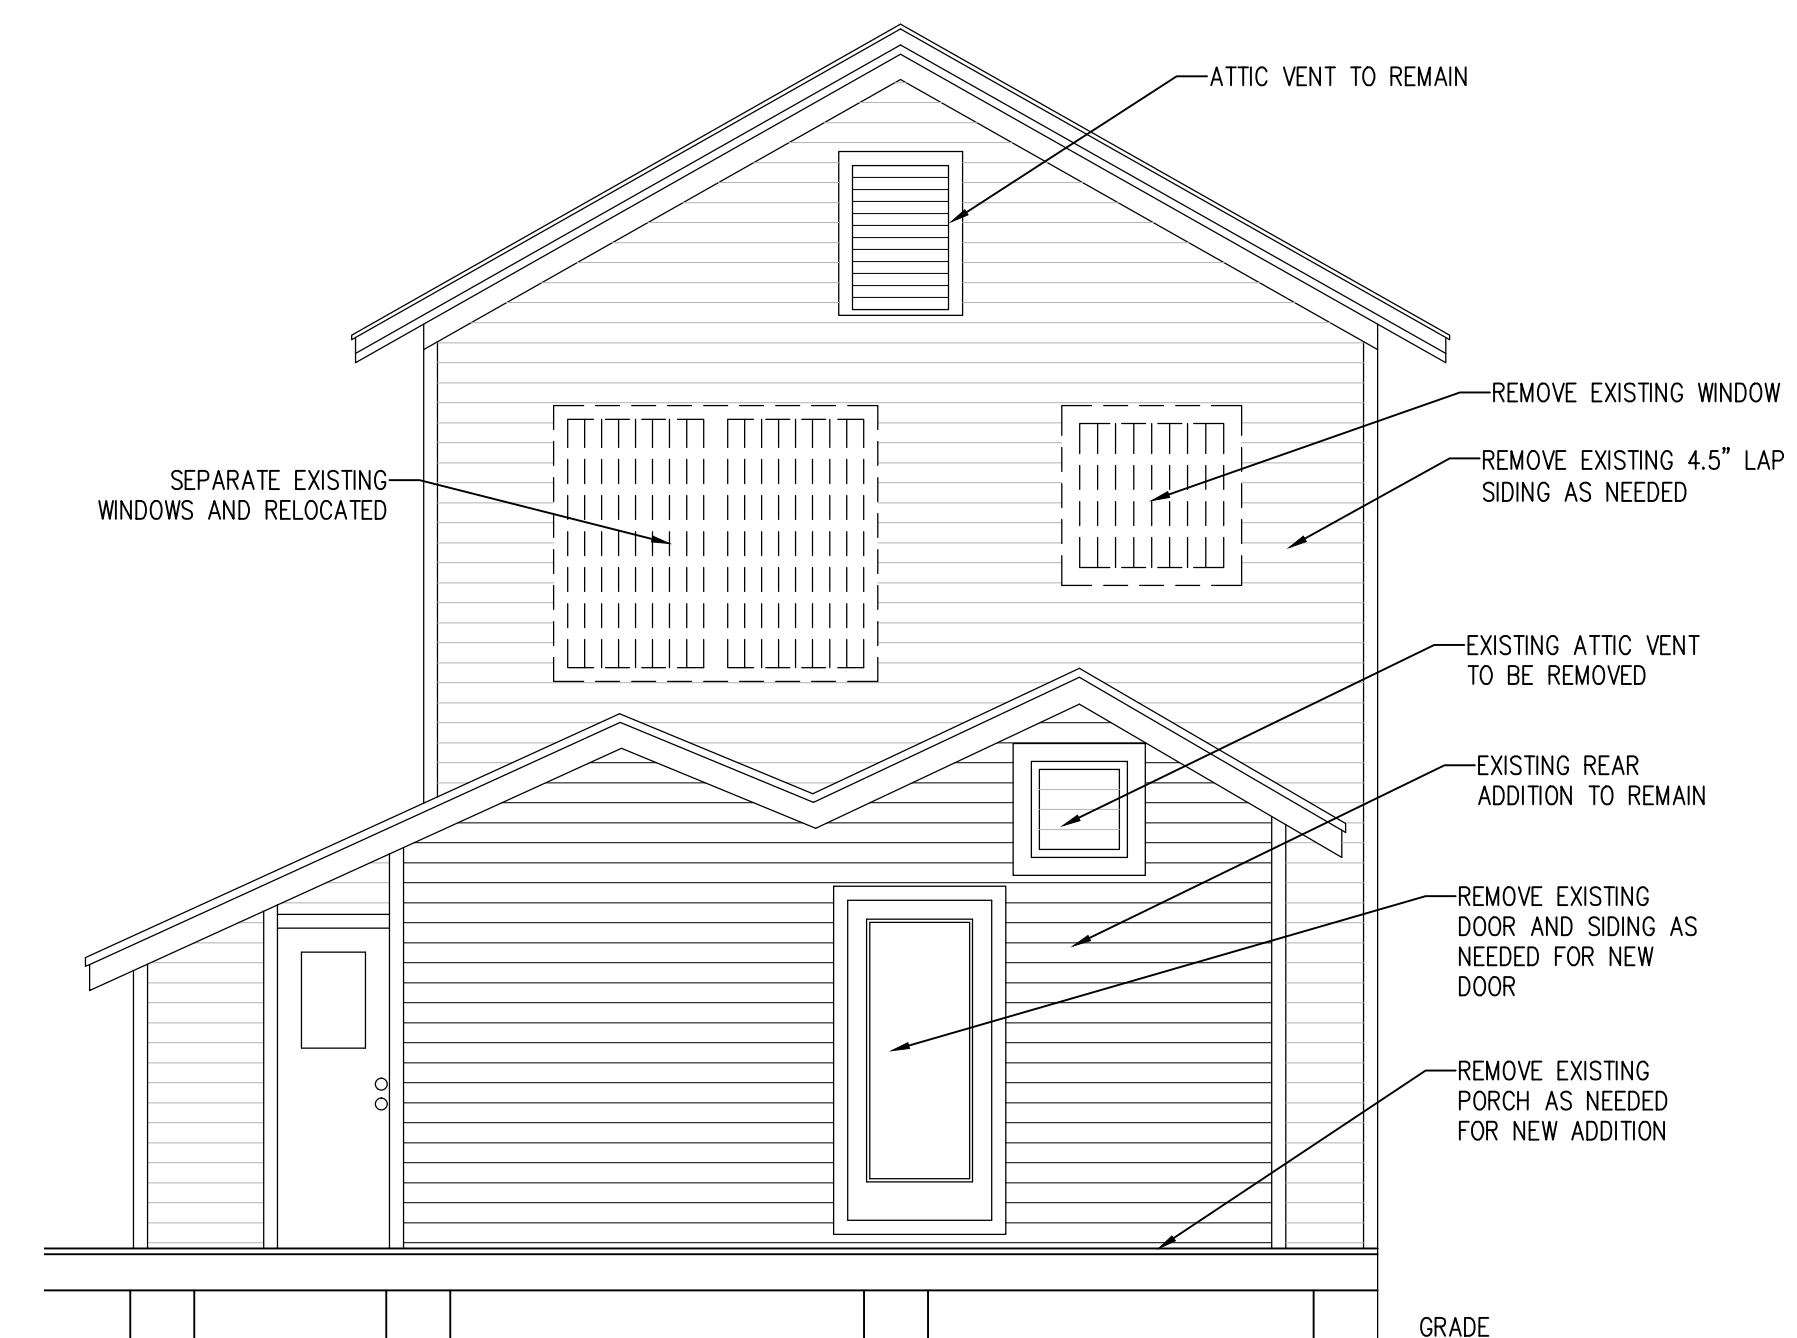 ATTIC VENT TO REMAIN
REMOVE EXISTING WINDOW
REMOVE EXISTING 4.5” LAP
SIDING AS NEEDED
SEPARATE EXISTING
WINDOWS AND RELOCATED
EXISTING ATTIC VENT
TO BE REMOVED
EXISTING REAR
ADDITION TO REMAIN
REMOVE EXISTING
DOOR AND SIDING AS
NEEDED FOR NEW
DOOR
REMOVE EXISTING
PORCH AS NEEDED
FOR NEW ADDITION
GRADE